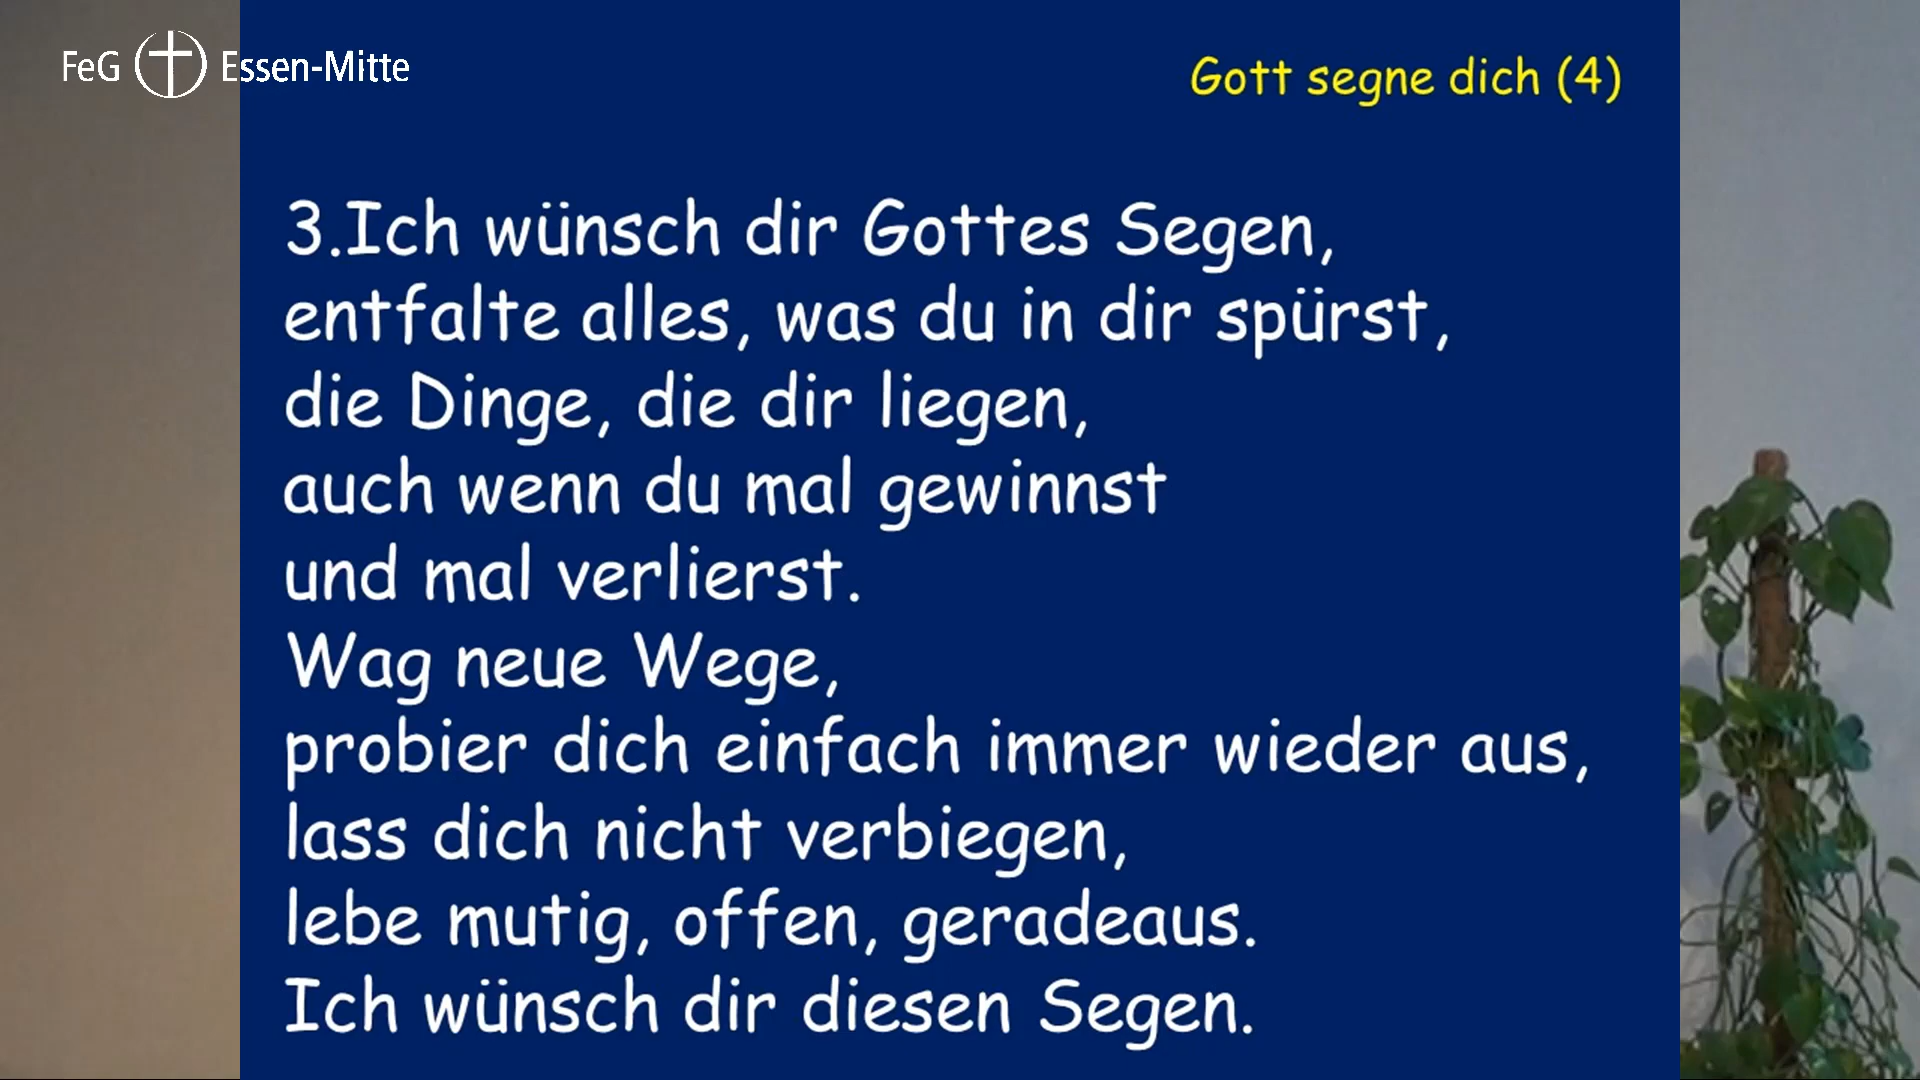 FeG Essen-Mitte
Gott segne dich (4)
3.Ich wünsch dir Gottes Segen,
entfalte alles, was du in dir spürst,
die Dinge, die dir liegen,
auch wenn du mal gewinnst
und mal verlierst.
Wag neue Wege,
probier dich einfach immer wieder aus,
lass dich nicht verbiegen,
lebe mutig, offen, geradeaus.
Ich wünsch dir diesen Segen.